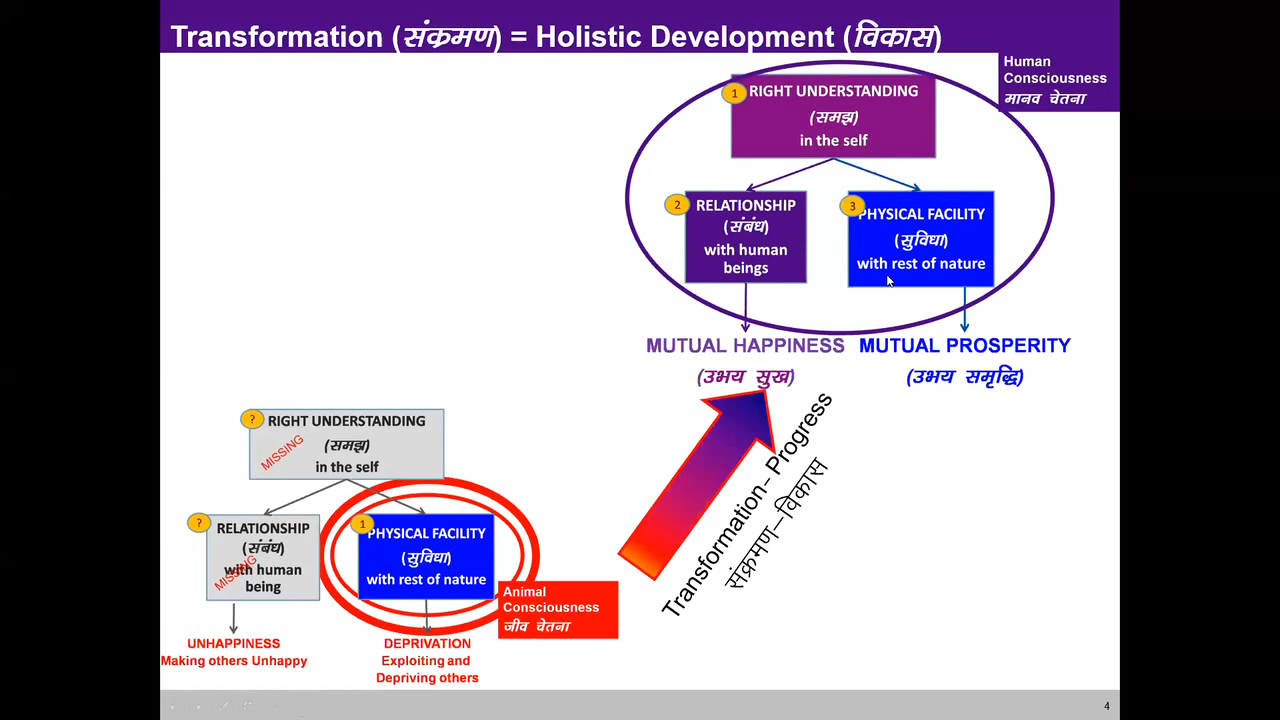 Transformation (संक्रमण) = Holistic Development (विकास)
Human
Consciousness
मानव चेतना
1
RIGHT UNDERSTANDING
(समझ)
in the self
2
RELATIONSHIP
(संबंध)
with human
beings
3
PHYSICAL FACILITY
(सुविधा)
with rest of nature
MUTUAL HAPPINESS
(उभय सुख)
MUTUAL PROSPERITY
(उभय समृद्धि)
Transformation– Progress
संक्रमण–विकास
?
RIGHT UNDERSTANDING
(समझ)
in the self
MISSING
?
RELATIONSHIP
(संबंध)
with human
being
MISSING
1
PHYSICAL FACILITY
(सुविधा)
with rest of nature
Animal
Consciousness
जीव चेतना
UNHAPPINESS
Making others Unhappy
DEPRIVATION
Exploiting and
Depriving others
4